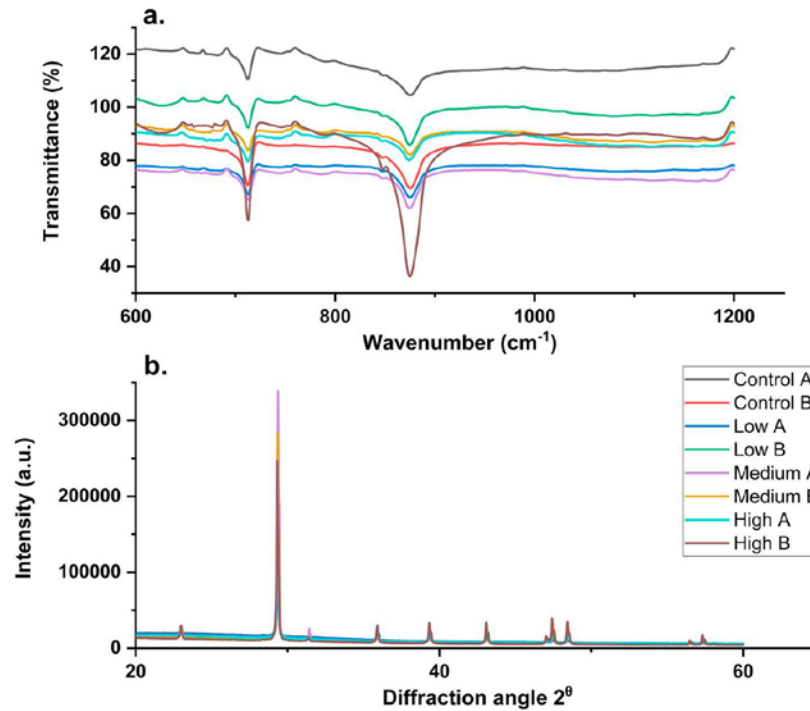 a.
120
100
80
60
40
Transmittance (%)
600
800
1000
1200
Wavenumber (cm⁻¹)
b.
300000
200000
100000
0
Intensity (a.u.)
20
40
60
Diffraction angle 2ᶿ
Control A
Control B
Low A
Low B
Medium A
Medium B
High A
High B